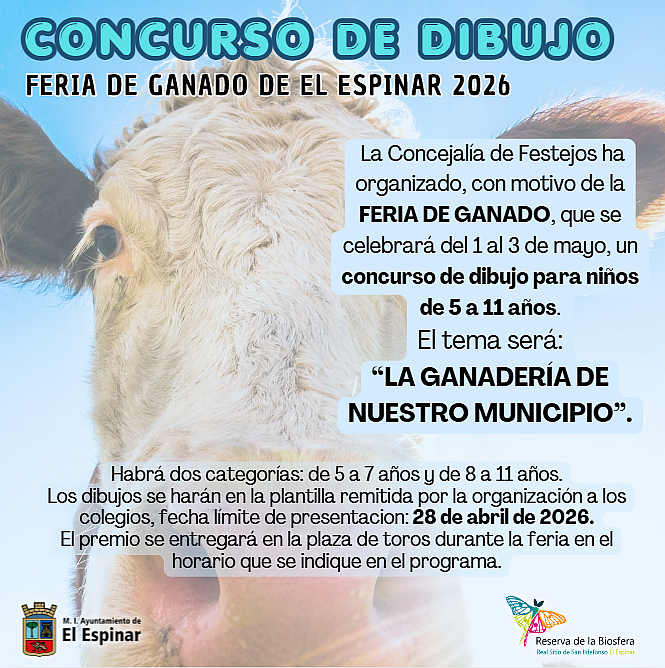 CONCURSO DE DIBUJO
FERIA DE GANADO DE EL ESPINAR 2026
La Concejalía de Festejos ha
organizado, con motivo de la
FERIA DE GANADO, que se
celebrará del 1 al 3 de mayo, un
concurso de dibujo para niños
de 5 a 11 años.
El tema será:
“LA GANADERÍA DE
NUESTRO MUNICIPIO”.
Habrá dos categorías: de 5 a 7 años y de 8 a 11 años.
Los dibujos se harán en la plantilla remitida por la organización a los
colegios, fecha límite de presentacion: 28 de abril de 2026.
El premio se entregará en la plaza de toros durante la feria en el
horario que se indique en el programa.
M. I. Ayuntamiento de
El Espinar
Reserva de la Biosfera
Real Sitio de San Ildefonso El Espinar